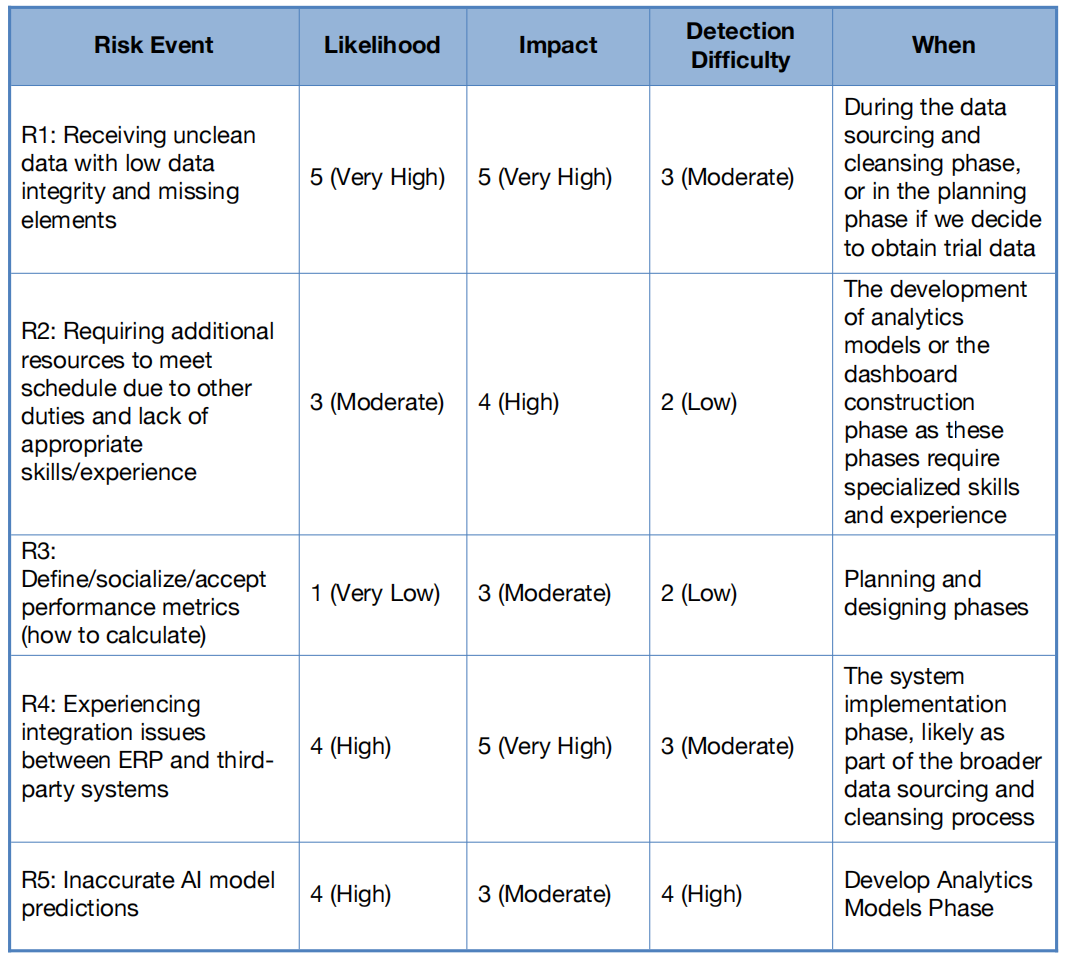 Risk Event
Likelihood
Impact
Detection
Difficulty
When
R1: Receiving unclean
data with low data
integrity and missing
elements
5 (Very High)
5 (Very High)
3 (Moderate)
During the data
sourcing and
cleansing phase,
or in the planning
phase if we decide
to obtain trial data
R2: Requiring additional
resources to meet
schedule due to other
duties and lack of
appropriate
skills/experience
3 (Moderate)
4 (High)
2 (Low)
The development
of analytics
models or the
dashboard
construction
phase as these
phases require
specialized skills
and experience
R3:
Define/socialize/accept
performance metrics
(how to calculate)
1 (Very Low)
3 (Moderate)
2 (Low)
Planning and
designing phases
R4: Experiencing
integration issues
between ERP and third-
party systems
4 (High)
5 (Very High)
3 (Moderate)
The system
implementation
phase, likely as
part of the broader
data sourcing and
cleansing process
R5: Inaccurate AI model
predictions
4 (High)
3 (Moderate)
4 (High)
Develop Analytics
Models Phase